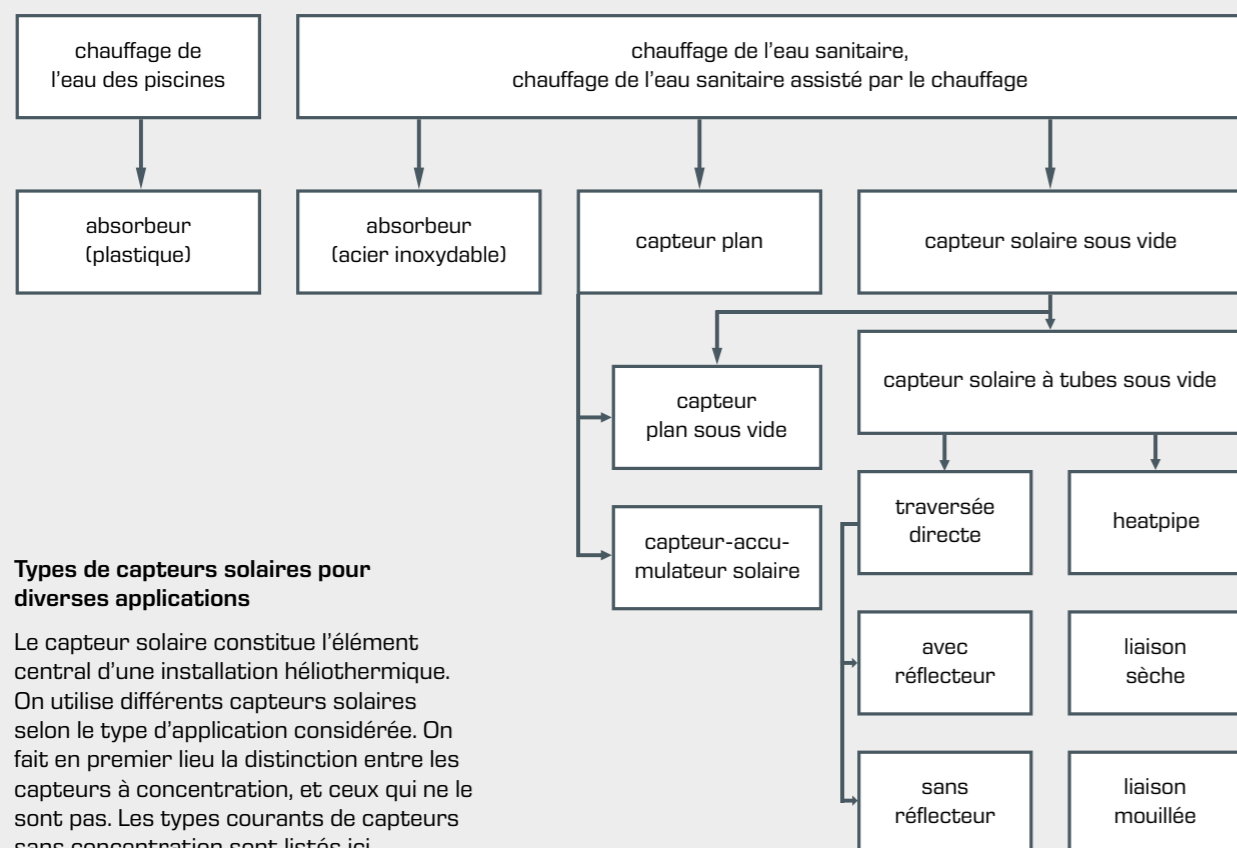 chauffage de
l'eau des piscines
chauffage de l'eau sanitaire,
chauffage de l'eau sanitaire assisté par le chauffage
absorbeur
(plastique)
absorbeur
(acier inoxydable)
capteur plan
capteur solaire sous vide
capteur
plan sous vide
capteur solaire à tubes sous vide
capteur-accu-
mulateur solaire
traversée
directe
heatpipe
avec
réflecteur
liaison
sèche
sans
réflecteur
liaison
mouillée
Types de capteurs solaires pour
diverses applications
Le capteur solaire constitue l'élément
central d'une installation héliothermique.
On utilise différents capteurs solaires
selon le type d'application considérée. On
fait en premier lieu la distinction entre les
capteurs à concentration, et ceux qui ne le
sont pas. Les types courants de capteurs
sans concentration sont listés ici